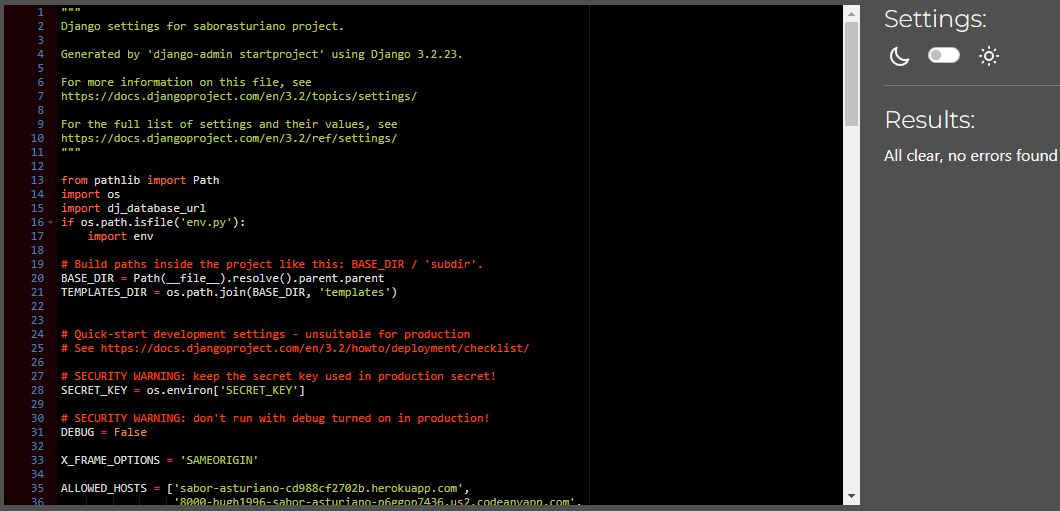 1 """
2 Django settings for saborasturiano project.
3
4 Generated by 'django-admin startproject' using Django 3.2.23.
5
6 For more information on this file, see
7 https://docs.djangoproject.com/en/3.2/topics/settings/
8
9 For the full list of settings and their values, see
10 https://docs.djangoproject.com/en/3.2/ref/settings/
11 """
12
13 from pathlib import Path
14 import os
15 import dj_database_url
16 if os.path.isfile('env.py'):
17     import env
18
19 # Build paths inside the project like this: BASE_DIR / 'subdir'.
20 BASE_DIR = Path(__file__).resolve().parent.parent
21 TEMPLATES_DIR = os.path.join(BASE_DIR, 'templates')
22
23
24 # Quick-start development settings - unsuitable for production
25 # See https://docs.djangoproject.com/en/3.2/howto/deployment/checklist/
26
27 # SECURITY WARNING: keep the secret key used in production secret!
28 SECRET_KEY = os.environ['SECRET_KEY']
29
30 # SECURITY WARNING: don't run with debug turned on in production!
31 DEBUG = False
32
33 X_FRAME_OPTIONS = 'SAMEORIGIN'
34
35 ALLOWED_HOSTS = ['sabor-asturiano-cd988cf2702b.herokuapp.com',
36
Settings:
Results:
All clear, no errors found